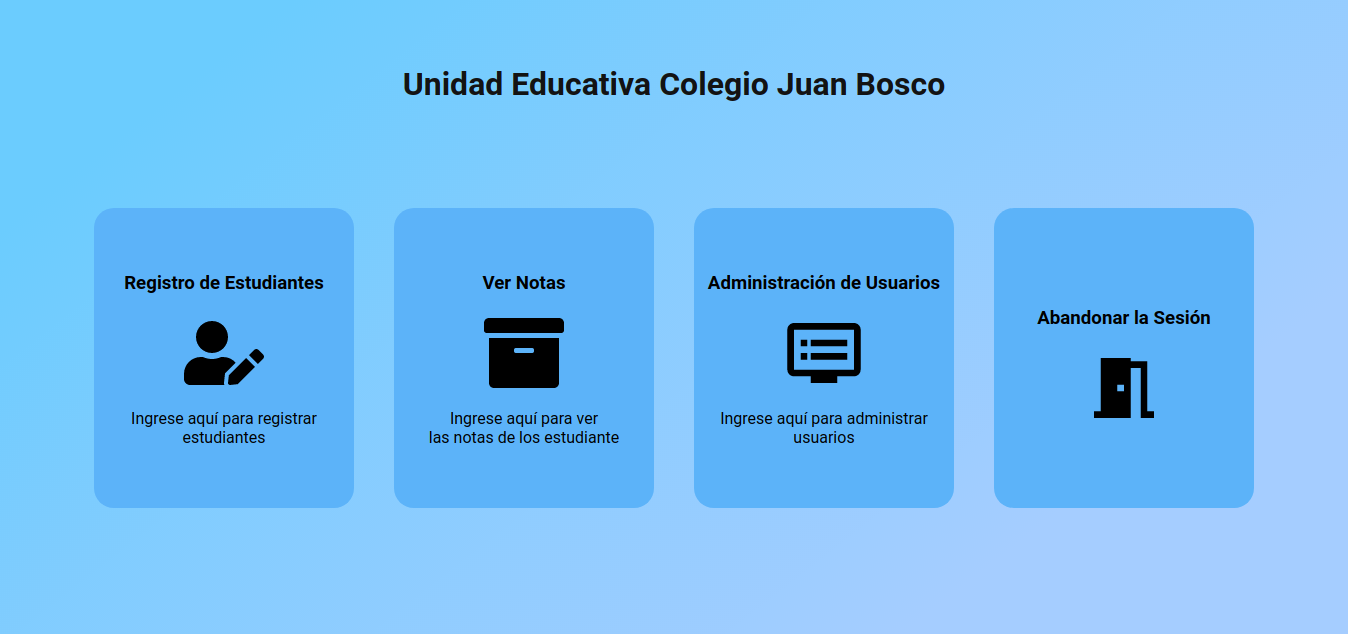 Unidad Educativa Colegio Juan Bosco
Registro de Estudiantes
Ingrese aquí para registrar
estudiantes
Ver Notas
Ingrese aquí para ver
las notas de los estudiante
Administración de Usuarios
Ingrese aquí para administrar
usuarios
Abandonar la Sesión